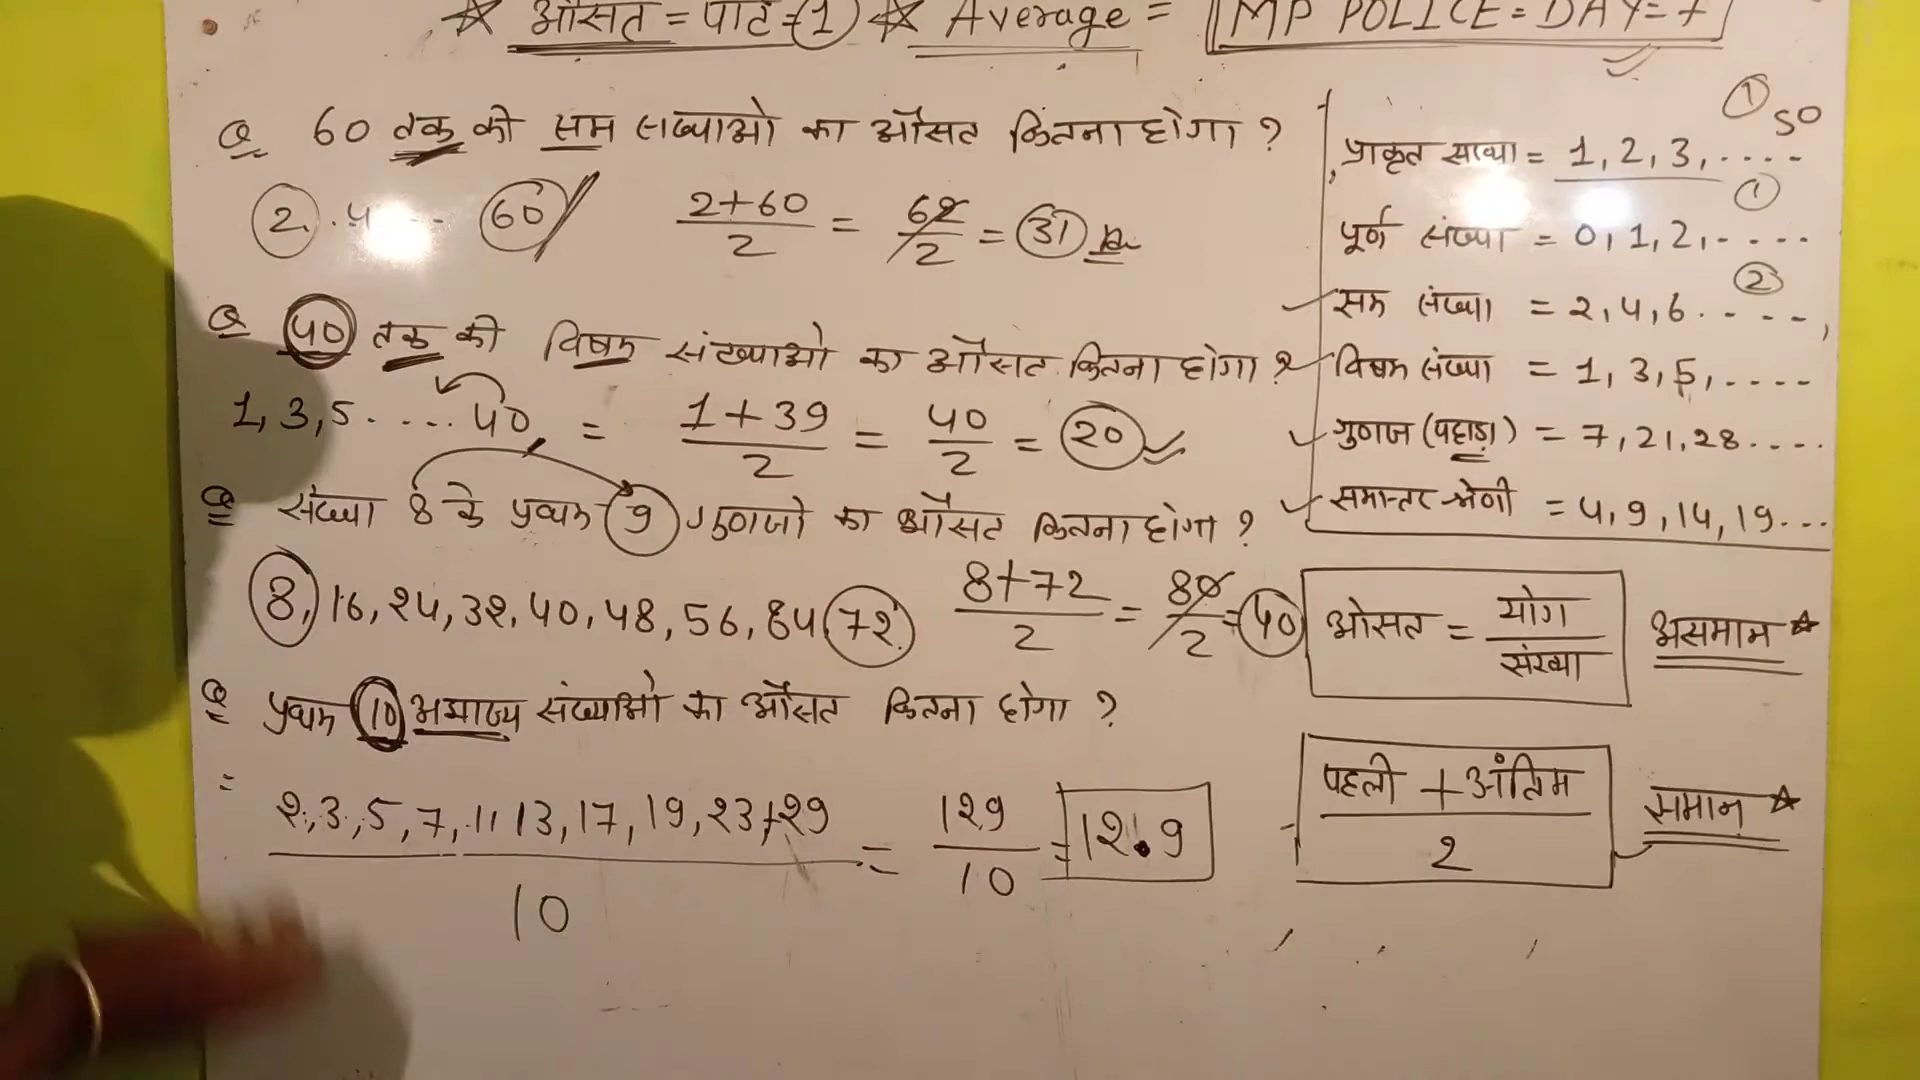 ☆ औसत = पाट -① ☆ Average = MP POLICE = DAY = 7
Q 60 तक की सम संख्याओ का औसत कितना होगा ?
2. 4 .. 60 2+60/2 = 62/2 = 31
Q 40 तक की विषम संख्याओ का औसत कितना होगा ?
1, 3, 5 . . . . . 40 = 1+39/2 = 40/2 = 20
Q संख्या 8 के प्रथम 9 गुणजो का औसत कितना होगा ?
8, 16, 24, 32, 40, 48, 56, 64 72 8+72/2 = 80/2 = 40
Q प्रथम 10 अभाज्य संख्याओ का औसत कितना होगा ?
= 2, 3, 5, 7, 11 13, 17, 19, 23+29/10 = 129/10 = 12.9
① 50
प्राकृत संख्या = 1, 2, 3, . . . .
①
पूर्ण संख्या = 0, 1, 2, . . . .
②
सम संख्या = 2, 4, 6 . . . . ,
विषम संख्या = 1, 3, 5, . . . .
गुणज (पहाड़ा) = 7, 21, 28 . . . .
समान्तर श्रेणी = 4, 9, 14, 19 . . .
ओसत = योग/संख्या असमान ☆
पहली + अंतिम/2 समान ☆